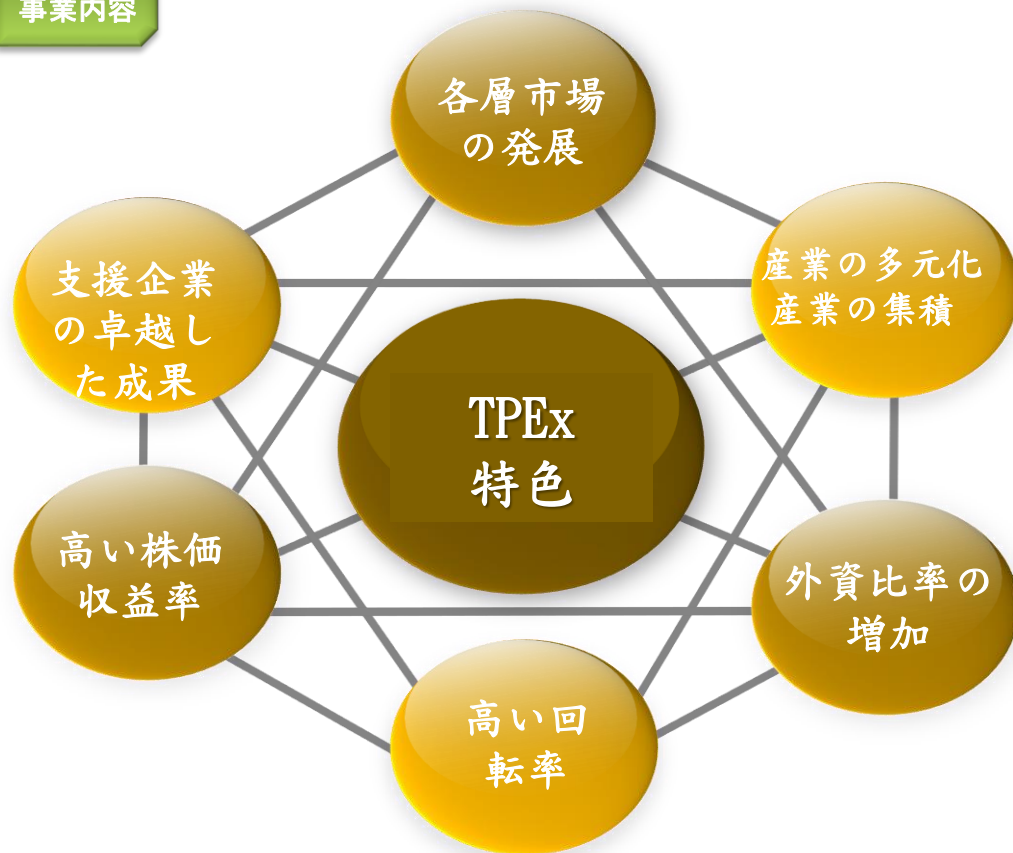 事業内容
各層市場
の発展
支援企業
の卓越し
た成果
産業の多元化
産業の集積
TPEx
特色
高い株価
収益率
外資比率の
増加
高い回
転率